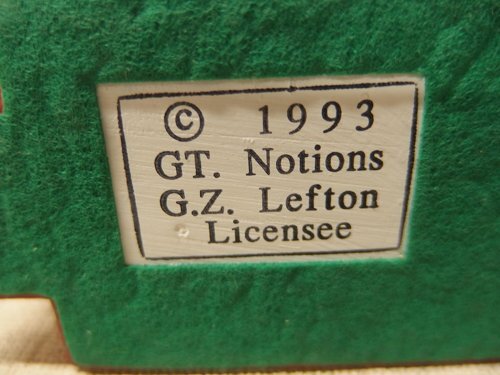 © 1993
GT. Notions
G.Z. Lefton
Licensee